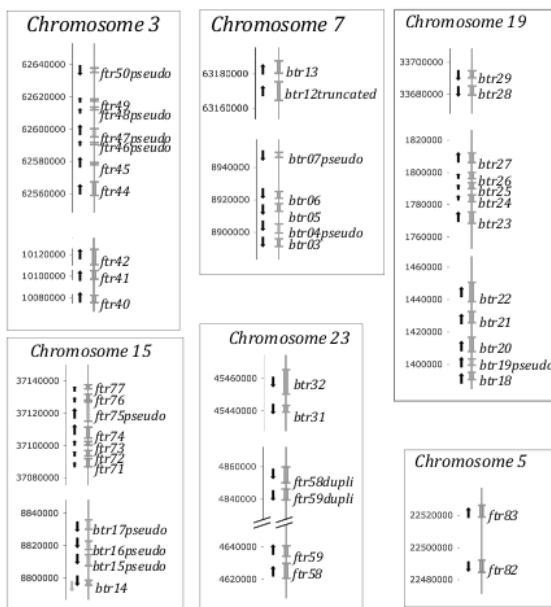 Chromosome 3
62640000
ftr50pseudo
62620000
ftr49
ftr48pseudo
62600000
ftr47pseudo
ftr46pseudo
62580000
ftr45
62560000
ftr44
10120000
ftr42
10100000
ftr41
10080000
ftr40
Chromosome 7
63180000
btr13
btr12truncated
63160000
btr07pseudo
8940000
8920000
btr06
btr05
8900000
btr04pseudo
btr03
Chromosome 19
33700000
btr29
33680000
btr28
1820000
btr27
1800000
btr26
btr25
1780000
btr24
btr23
1760000
1460000
btr22
1440000
btr21
1420000
btr20
1400000
btr19pseudo
btr18
Chromosome 15
37140000
ftr77
ftr76
37120000
ftr75pseudo
ftr74
37100000
ftr73
ftr72
ftr71
37080000
8840000
btr17pseudo
8820000
btr16pseudo
btr15pseudo
8800000
btr14
Chromosome 23
45460000
btr32
45440000
btr31
4860000
ftr58dupli
4840000
ftr59dupli
4640000
ftr59
4620000
ftr58
Chromosome 5
22520000
ftr83
22500000
ftr82
22480000